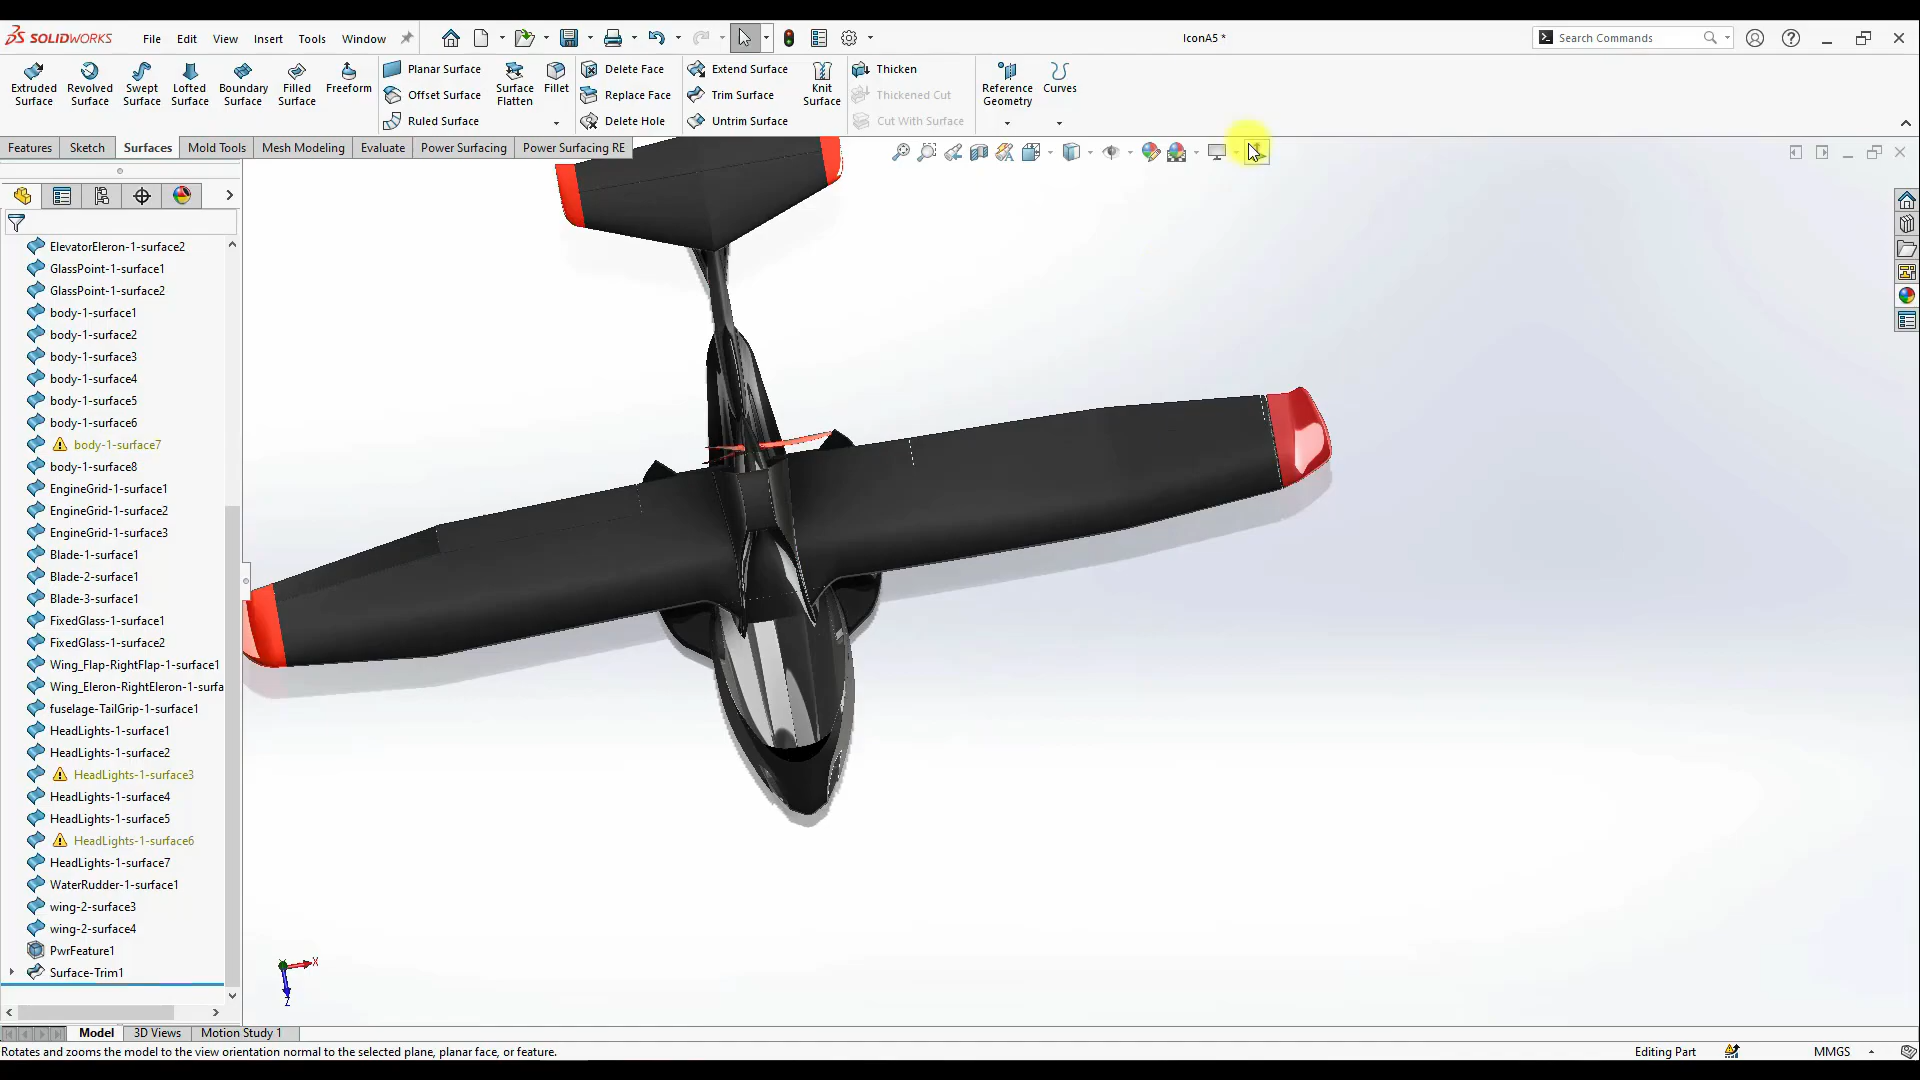 SOLIDWORKS File Edit View Insert Tools Window IconA5 * Search Commands
Extruded Surface
Revolved Surface
Swept Surface
Lofted Surface
Boundary Surface
Filled Surface
Freeform
Planar Surface
Offset Surface
Ruled Surface
Surface Flatten
Fillet
Delete Face
Replace Face
Delete Hole
Extend Surface
Trim Surface
Untrim Surface
Knit Surface
Thicken
Thickened Cut
Cut With Surface
Reference Geometry
Curves
Features Sketch Surfaces Mold Tools Mesh Modeling Evaluate Power Surfacing Power Surfacing RE
ElevatorEleron-1-surface2
GlassPoint-1-surface1
GlassPoint-1-surface2
body-1-surface1
body-1-surface2
body-1-surface3
body-1-surface4
body-1-surface5
body-1-surface6
body-1-surface7
body-1-surface8
EngineGrid-1-surface1
EngineGrid-1-surface2
EngineGrid-1-surface3
Blade-1-surface1
Blade-2-surface1
Blade-3-surface1
FixedGlass-1-surface1
FixedGlass-1-surface2
Wing_Flap-RightFlap-1-surface1
Wing_Eleron-RightEleron-1-surfa
fuselage-TailGrip-1-surface1
HeadLights-1-surface1
HeadLights-1-surface2
HeadLights-1-surface3
HeadLights-1-surface4
HeadLights-1-surface5
HeadLights-1-surface6
HeadLights-1-surface7
WaterRudder-1-surface1
wing-2-surface3
wing-2-surface4
PwrFeature1
Surface-Trim1
X
Z
Model 3D Views Motion Study 1
Rotates and zooms the model to the view orientation normal to the selected plane, planar face, or feature. Editing Part MMGS